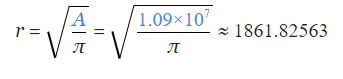 r = √(A/π) = √(1.09×10⁷/π) ≈ 1861.82563